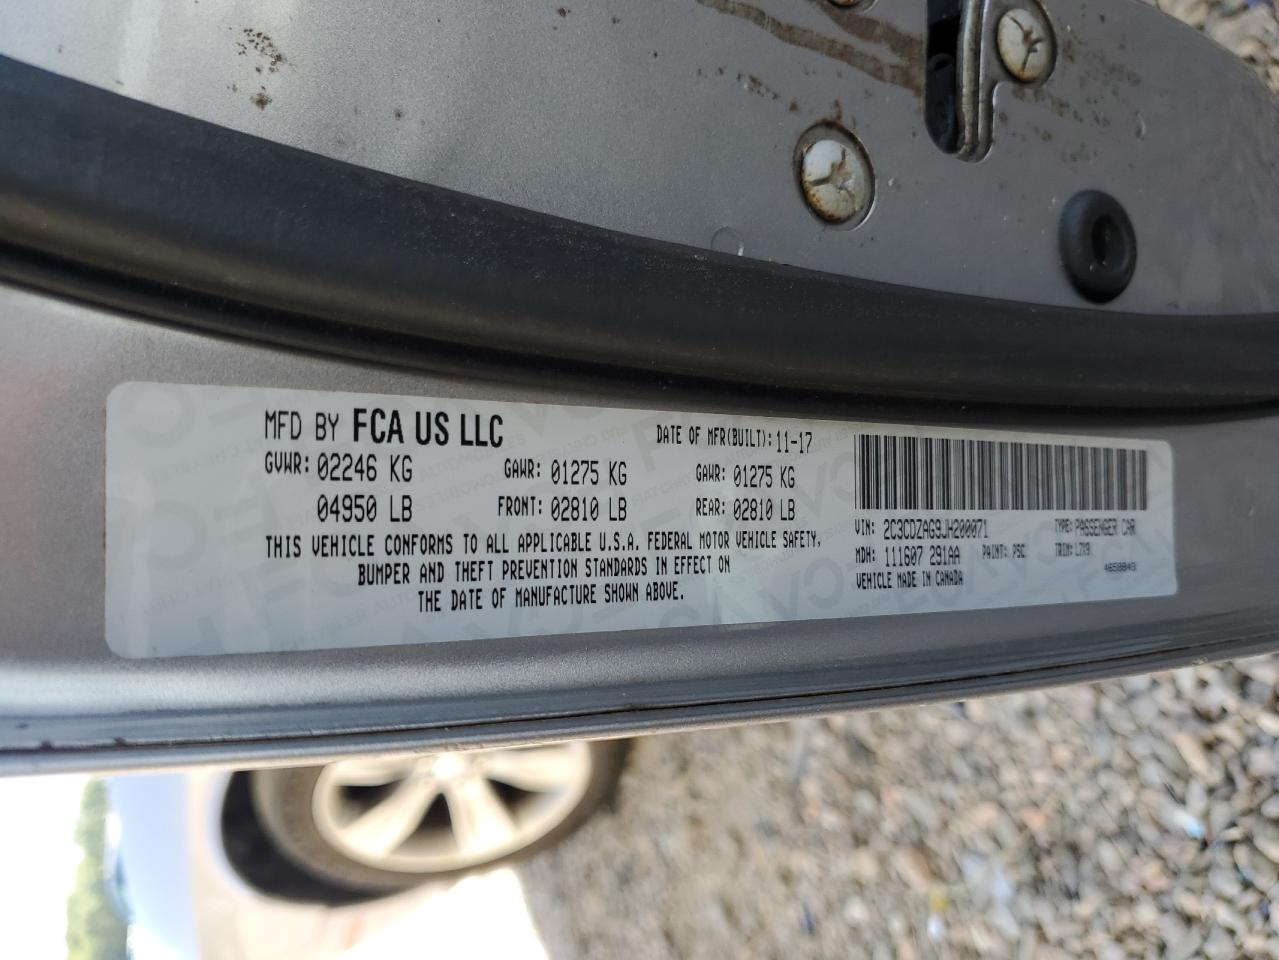 MFD BY FCA US LLC DATE OF MFR(BUILT): 11-17
GVWR: 02246 KG GAWR: 01275 KG GAWR: 01275 KG
04950 LB FRONT: 02810 LB REAR: 02810 LB
THIS VEHICLE CONFORMS TO ALL APPLICABLE U.S.A. FEDERAL MOTOR VEHICLE SAFETY,
BUMPER AND THEFT PREVENTION STANDARDS IN EFFECT ON
THE DATE OF MANUFACTURE SHOWN ABOVE.
VIN: 2C3CDZAG9JH200071 TYPE: PASSENGER CAR
MDH: 111607 291AA PAINT: PSC TRIM: L7X9
VEHICLE MADE IN CANADA